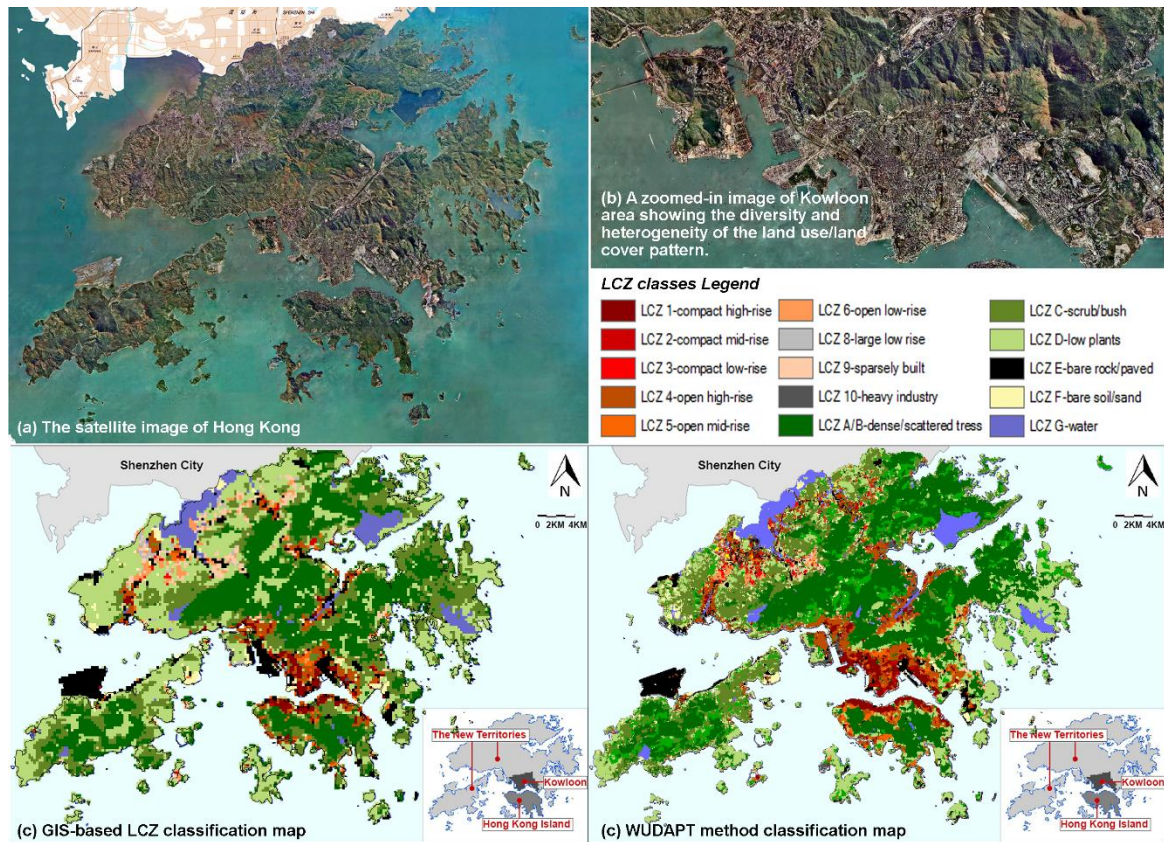 SHENZHEN SHI
(a) The satellite image of Hong Kong
(b) A zoomed-in image of Kowloon
area showing the diversity and
heterogeneity of the land use/land
cover pattern.
LCZ classes Legend
LCZ 1-compact high-rise
LCZ 2-compact mid-rise
LCZ 3-compact low-rise
LCZ 4-open high-rise
LCZ 5-open mid-rise
LCZ 6-open low-rise
LCZ 8-large low rise
LCZ 9-sparsely built
LCZ 10-heavy industry
LCZ A/B-dense/scattered tress
LCZ C-scrub/bush
LCZ D-low plants
LCZ E-bare rock/paved
LCZ F-bare soil/sand
LCZ G-water
Shenzhen City
N
0 2KM 4KM
The New Territories
Kowloon
Hong Kong Island
(c) GIS-based LCZ classification map
Shenzhen City
N
0 2KM 4KM
The New Territories
Kowloon
Hong Kong Island
(c) WUDAPT method classification map